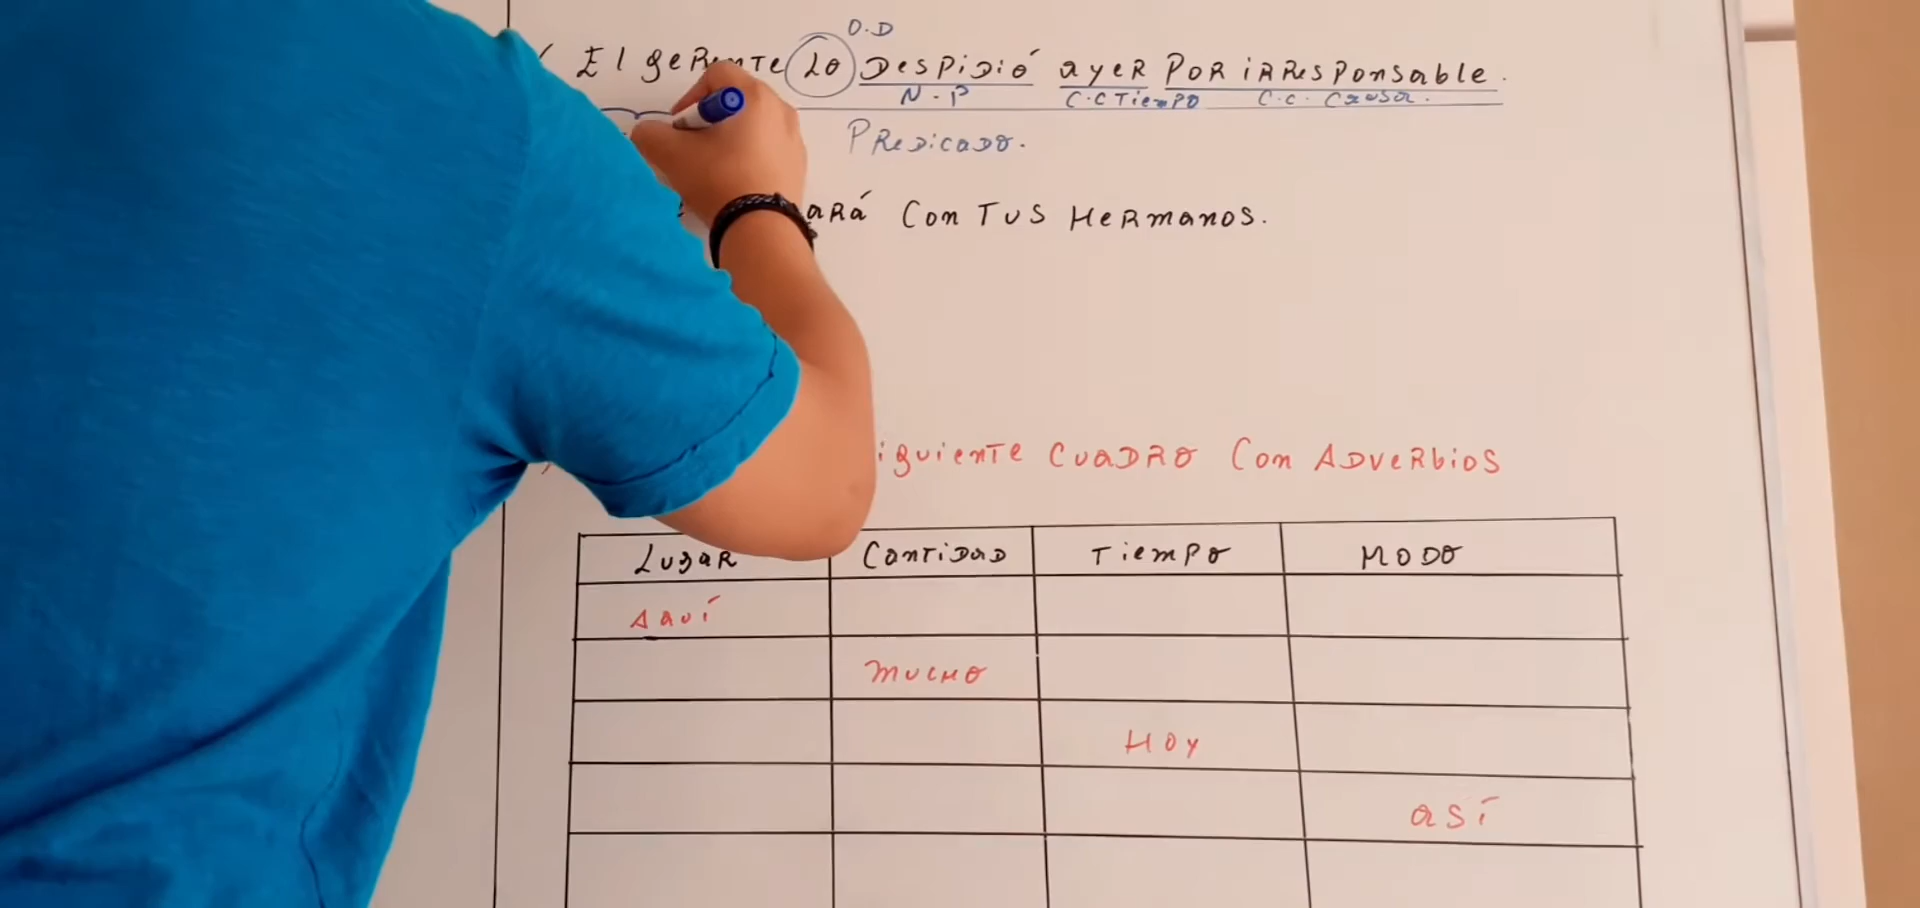 O.D
El gerente lo despidió ayer por irresponsable.
N.P C.C Tiempo C.C. Causa.
Predicado.
ará con tus hermanos.
iguiente cuadro con adverbios
Lugar Cantidad Tiempo Modo
Aquí
mucho
Hoy
así